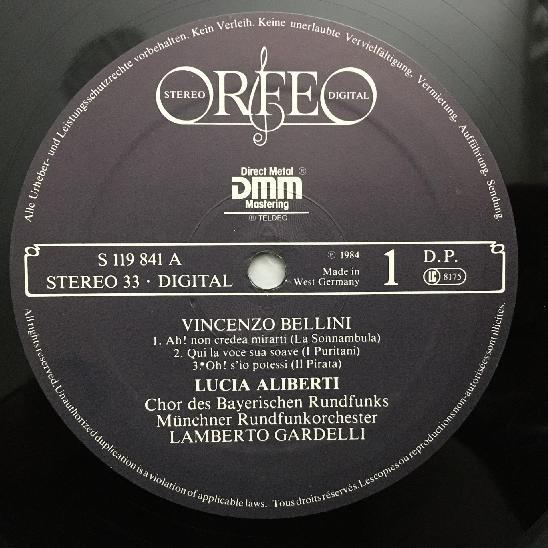 Alle Urheber- und Leistungsschutzrechte vorbehalten. Kein Verleih. Keine unerlaubte Vervielfältigung, Vermietung, Aufführung, Sendung
ORFEO
STEREO DIGITAL
Direct Metal ®
DMM
Mastering
℗ TELDEC
S 119 841 A
STEREO 33 · DIGITAL
℗ 1984
Made in
West Germany
1
D.P.
LC 8175
VINCENZO BELLINI
1. Ah! non credea mirarti (La Sonnambula)
2. Qui la voce sua soave (I Puritani)
3.*Oh! s'io potessi (Il Pirata)
LUCIA ALIBERTI
Chor des Bayerischen Rundfunks
Münchner Rundfunkorchester
LAMBERTO GARDELLI
All rights reserved. Unauthorized duplication is a violation of applicable laws. Tous droits réservés. Les copies ou reproductions non-autorisées sont illicites.